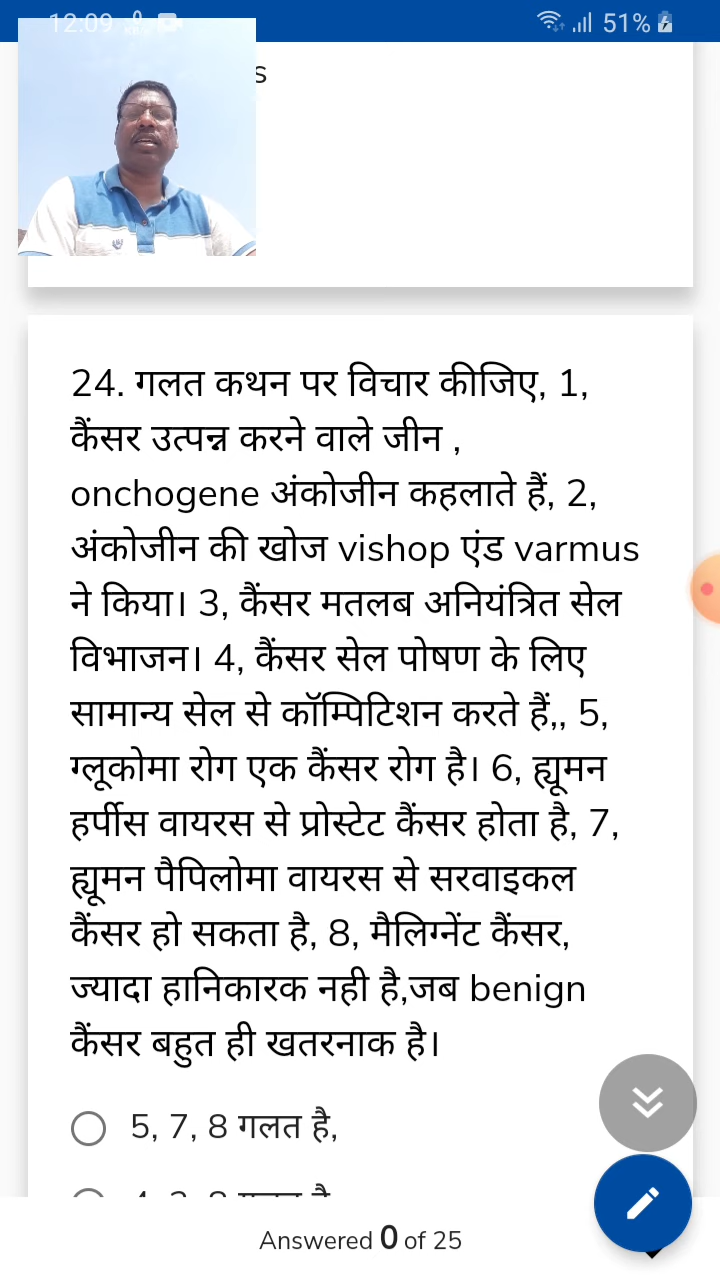 12:09
51%
s
24. गलत कथन पर विचार कीजिए, 1,
कैंसर उत्पन्न करने वाले जीन ,
onchogene अंकोजीन कहलाते हैं, 2,
अंकोजीन की खोज vishop एंड varmus
ने किया। 3, कैंसर मतलब अनियंत्रित सेल
विभाजन। 4, कैंसर सेल पोषण के लिए
सामान्य सेल से कॉम्पिटिशन करते हैं,, 5,
ग्लूकोमा रोग एक कैंसर रोग है। 6, ह्यूमन
हर्पीस वायरस से प्रोस्टेट कैंसर होता है, 7,
ह्यूमन पैपिलोमा वायरस से सरवाइकल
कैंसर हो सकता है, 8, मैलिग्नेंट कैंसर,
ज्यादा हानिकारक नही है,जब benign
कैंसर बहुत ही खतरनाक है।
5, 7, 8 गलत है,
Answered 0 of 25